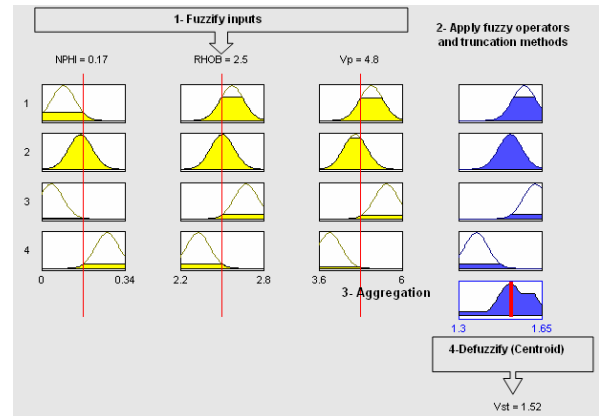 1- Fuzzify inputs
2- Apply fuzzy operators
and truncation methods
NPHI = 0.17
RHOB = 2.5
Vp = 4.8
1
2
3
4
0
0.34
2.2
2.8
3.6
6
3- Aggregation
1.3
1.65
4-Defuzzify (Centroid)
Vst = 1.52